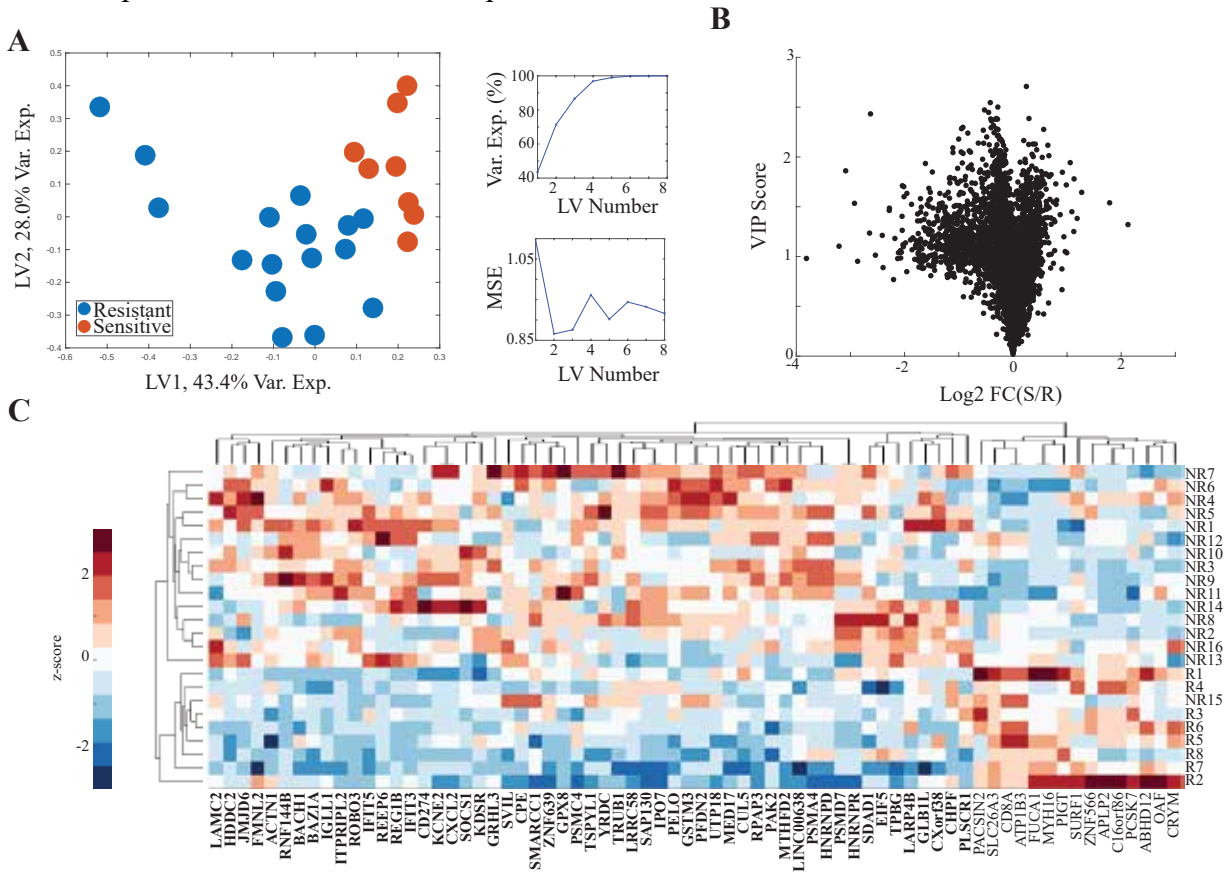 A
0.5
0.4
0.3
0.2
0.1
0
-0.1
-0.2
-0.3
-0.4
-0.6
-0.5
-0.4
-0.3
-0.2
-0.1
0
0.1
0.2
0.3
LV2, 28.0% Var. Exp.
LV1, 43.4% Var. Exp.
Resistant
Sensitive
100
80
60
40
2
4
6
8
Var. Exp. (%)
LV Number
1.05
0.85
2
4
6
8
MSE
LV Number
B
3
2
1
0
-4
-2
0
2
VIP Score
Log2 FC(S/R)
C
2
0
-2
z-score
NR7
NR6
NR4
NR5
NR1
NR12
NR10
NR3
NR9
NR11
NR14
NR8
NR2
NR16
NR13
R1
R4
NR15
R3
R6
R5
R8
R7
R2
LAMC2
HDDC2
JMJD6
FMNL2
ACTN1
RNF14B
BACH1
BAZ1A
IGLL1
ITPRIPL2
ROBO3
IFIT5
REEP6
REG1B
IFIT3
CD74
KCNE2
CXCL2
SOCS1
KDSR
GRHL3
SVIL
CPE
SMARCC1
ZNF639
GPX8
PSMC4
TSPYL1
YRDC
TRUB1
LRRC58
SAP130
IPO7
PELO
GSTM3
PTDN2
UTP18
MED17
CUL5
RPAP3
PAK2
MTHFD2
LINC00638
PSMA4
HNRNPD
PSMD7
HNRNPR
SDAD1
EIF5
TPBG
LARP4B
GLB1L
CXorf38
CHPF
PLSCR1
PACSIN2
SLC26A3
CD8A
ATP1B3
FUCA1
MYH16
PIGT
SURF1
ZNF566
APLP2
C16orf86
PCSK7
ABHD12
OAF
CRYM